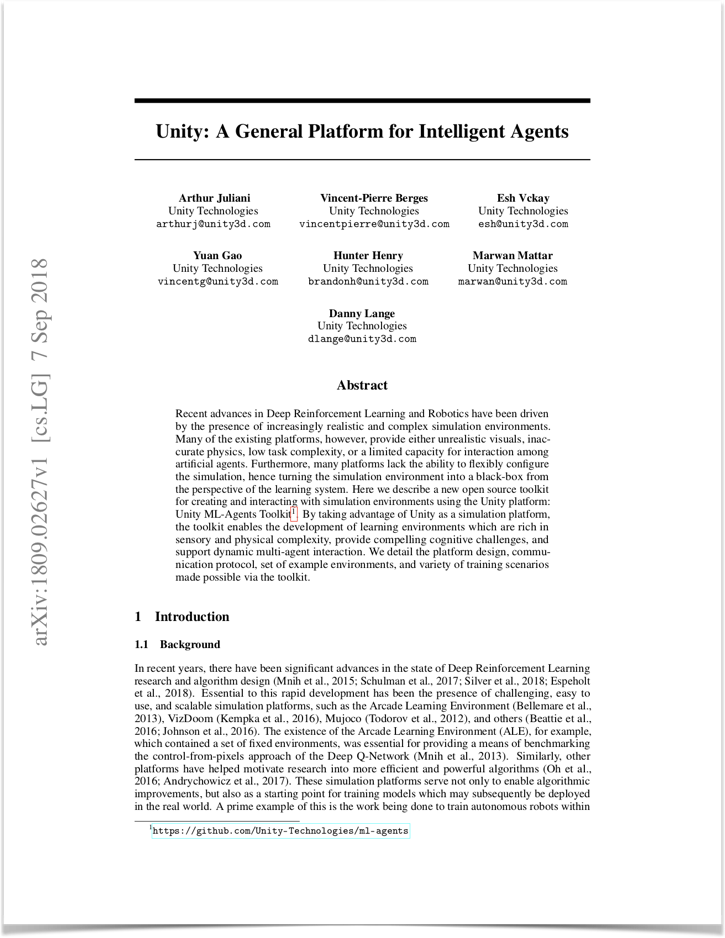 Unity: A General Platform for Intelligent Agents
Arthur Juliani
Unity Technologies
arthurj@unity3d.com
Vincent-Pierre Berges
Unity Technologies
vincentpierre@unity3d.com
Esh Vckay
Unity Technologies
esh@unity3d.com
Yuan Gao
Unity Technologies
vincentg@unity3d.com
Hunter Henry
Unity Technologies
brandonh@unity3d.com
Marwan Mattar
Unity Technologies
marwan@unity3d.com
Danny Lange
Unity Technologies
dlange@unity3d.com
arXiv:1809.02627v1 [cs.LG] 7 Sep 2018
Abstract
Recent advances in Deep Reinforcement Learning and Robotics have been driven
by the presence of increasingly realistic and complex simulation environments.
Many of the existing platforms, however, provide either unrealistic visuals, inac-
curate physics, low task complexity, or a limited capacity for interaction among
artificial agents. Furthermore, many platforms lack the ability to flexibly configure
the simulation, hence turning the simulation environment into a black-box from
the perspective of the learning system. Here we describe a new open source toolkit
for creating and interacting with simulation environments using the Unity platform:
Unity ML-Agents Toolkit1. By taking advantage of Unity as a simulation platform,
the toolkit enables the development of learning environments which are rich in
sensory and physical complexity, provide compelling cognitive challenges, and
support dynamic multi-agent interaction. We detail the platform design, commu-
nication protocol, set of example environments, and variety of training scenarios
made possible via the toolkit.
1 Introduction
1.1 Background
In recent years, there have been significant advances in the state of Deep Reinforcement Learning
research and algorithm design (Mnih et al., 2015; Schulman et al., 2017; Silver et al., 2018; Espeholt
et al., 2018). Essential to this rapid development has been the presence of challenging, easy to
use, and scalable simulation platforms, such as the Arcade Learning Environment (Bellemare et al.,
2013), VizDoom (Kempka et al., 2016), Mujoco (Todorov et al., 2012), and others (Beattie et al.,
2016; Johnson et al., 2016). The existence of the Arcade Learning Environment (ALE), for example,
which contained a set of fixed environments, was essential for providing a means of benchmarking
the control-from-pixels approach of the Deep Q-Network (Mnih et al., 2013). Similarly, other
platforms have helped motivate research into more efficient and powerful algorithms (Oh et al.,
2016; Andrychowicz et al., 2017). These simulation platforms serve not only to enable algorithmic
improvements, but also as a starting point for training models which may subsequently be deployed
in the real world. A prime example of this is the work being done to train autonomous robots within
1https://github.com/Unity-Technologies/ml-agents